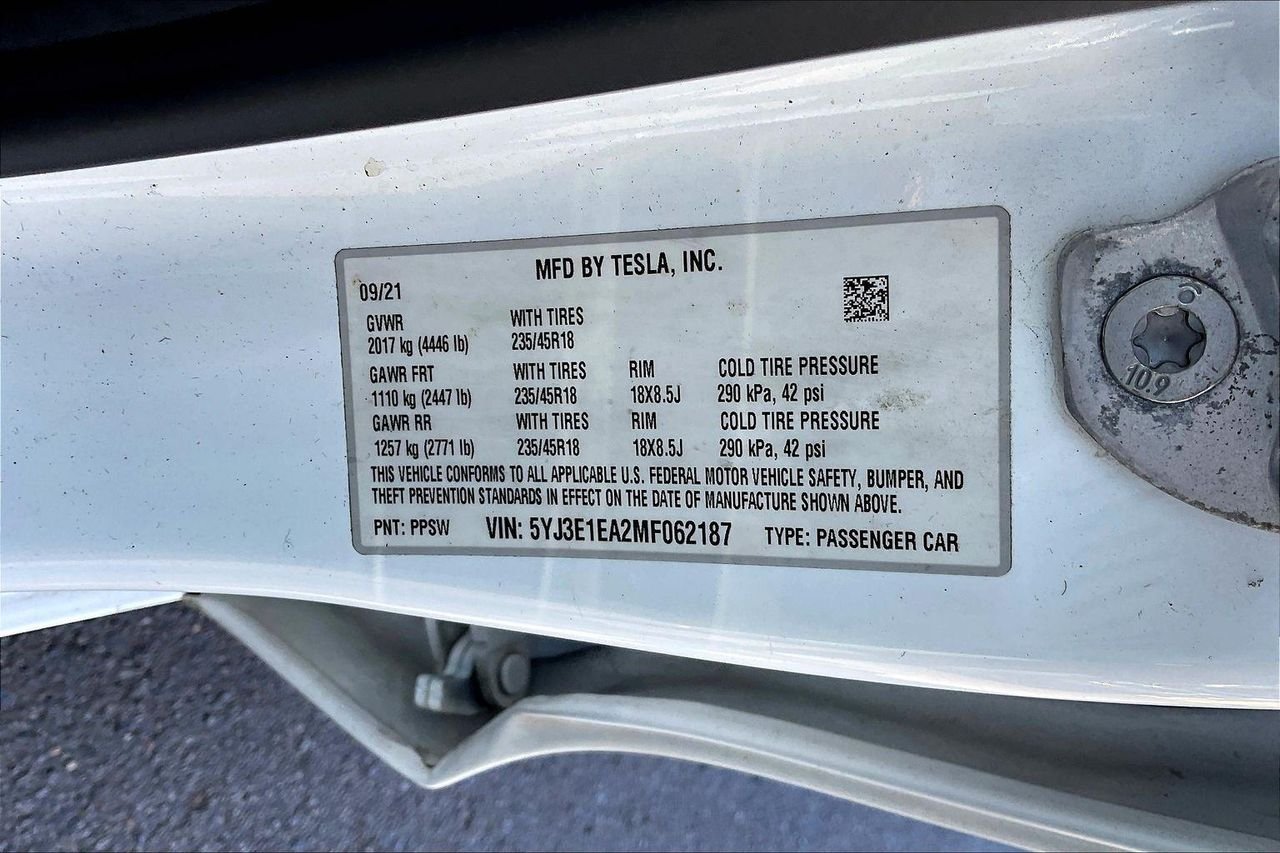 MFD BY TESLA, INC.
09/21
GVWR WITH TIRES
2017 kg (4446 lb) 235/45R18
GAWR FRT WITH TIRES RIM COLD TIRE PRESSURE
1110 kg (2447 lb) 235/45R18 18X8.5J 290 kPa, 42 psi
GAWR RR WITH TIRES RIM COLD TIRE PRESSURE
1257 kg (2771 lb) 235/45R18 18X8.5J 290 kPa, 42 psi
THIS VEHICLE CONFORMS TO ALL APPLICABLE U.S. FEDERAL MOTOR VEHICLE SAFETY, BUMPER, AND
THEFT PREVENTION STANDARDS IN EFFECT ON THE DATE OF MANUFACTURE SHOWN ABOVE.
PNT: PPSW VIN: 5YJ3E1EA2MF062187 TYPE: PASSENGER CAR
10.9